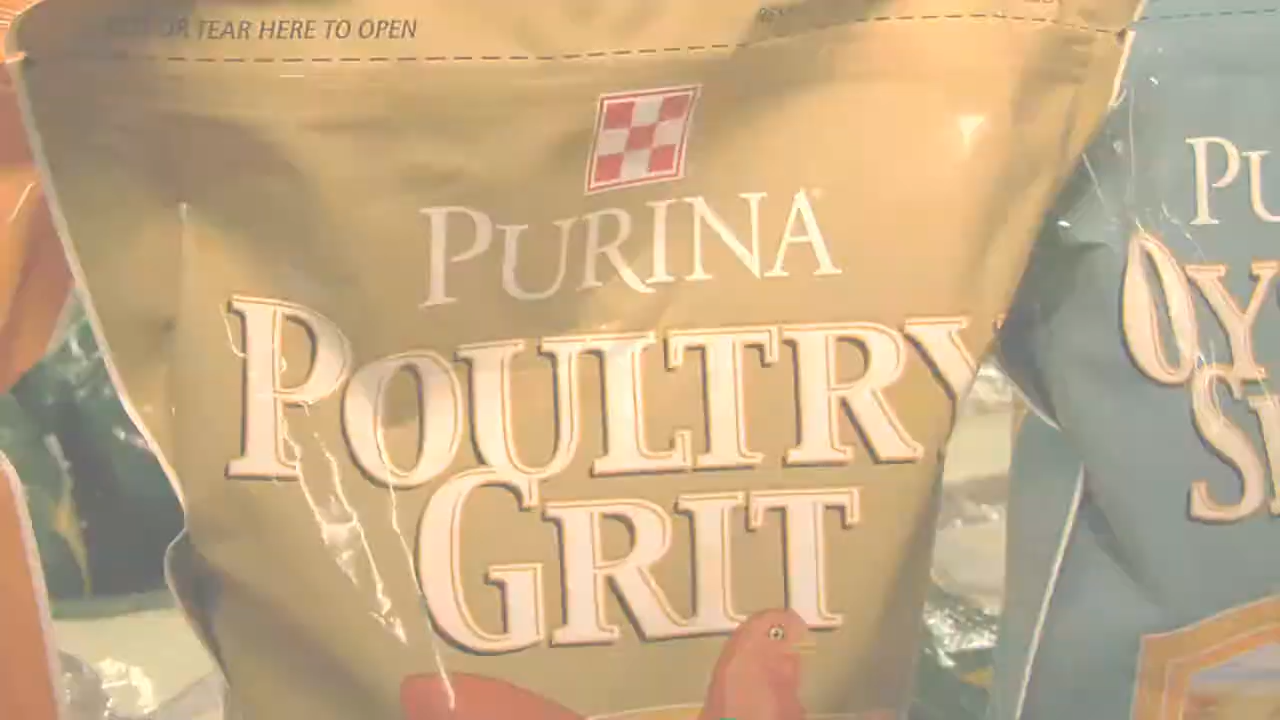 OR TEAR HERE TO OPEN
PURINA
POULTRY
GRIT
PU
OY
S